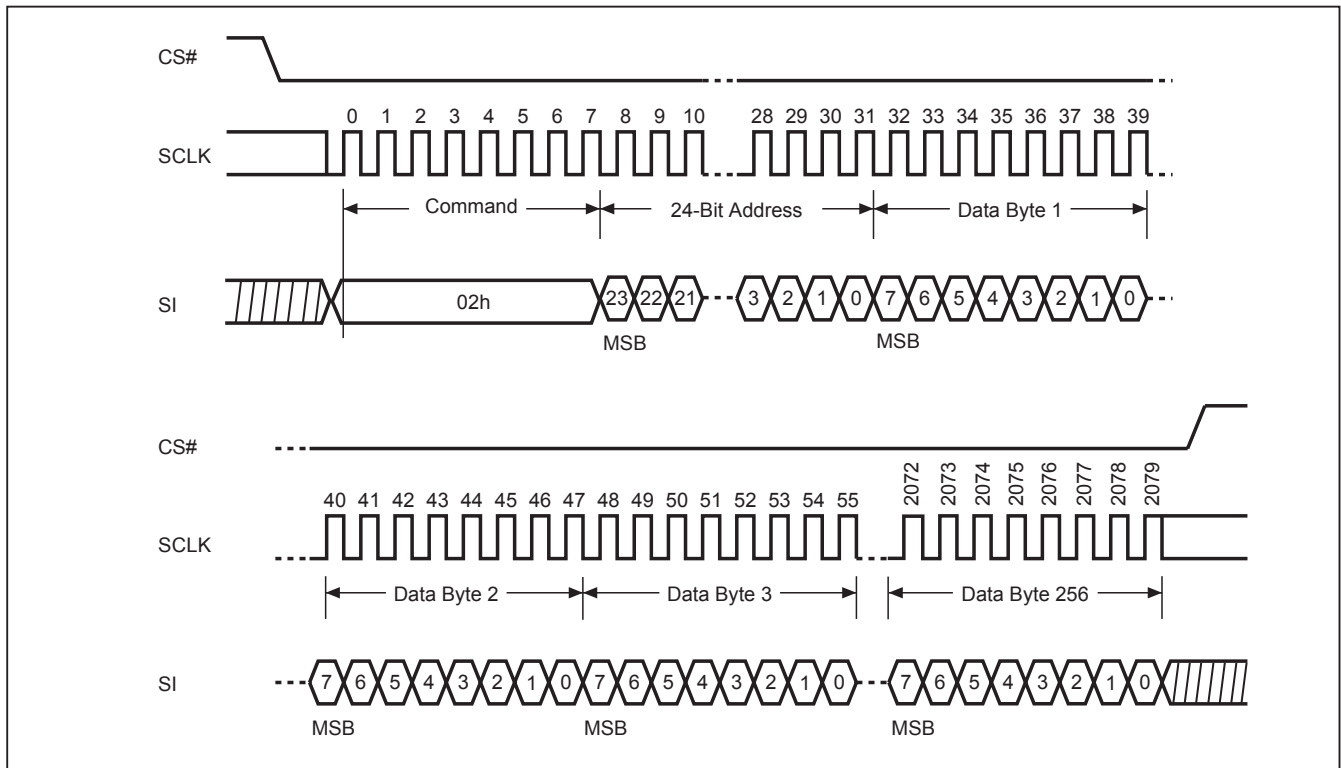 CS#
0 1 2 3 4 5 6 7 8 9 10 28 29 30 31 32 33 34 35 36 37 38 39
SCLK
Command 24-Bit Address Data Byte 1
SI 02h 23 22 21 3 2 1 0 7 6 5 4 3 2 1 0
MSB MSB
CS#
40 41 42 43 44 45 46 47 48 49 50 51 52 53 54 55 2072 2073 2074 2075 2076 2077 2078 2079
SCLK
Data Byte 2 Data Byte 3 Data Byte 256
SI 7 6 5 4 3 2 1 0 7 6 5 4 3 2 1 0 7 6 5 4 3 2 1 0
MSB MSB MSB